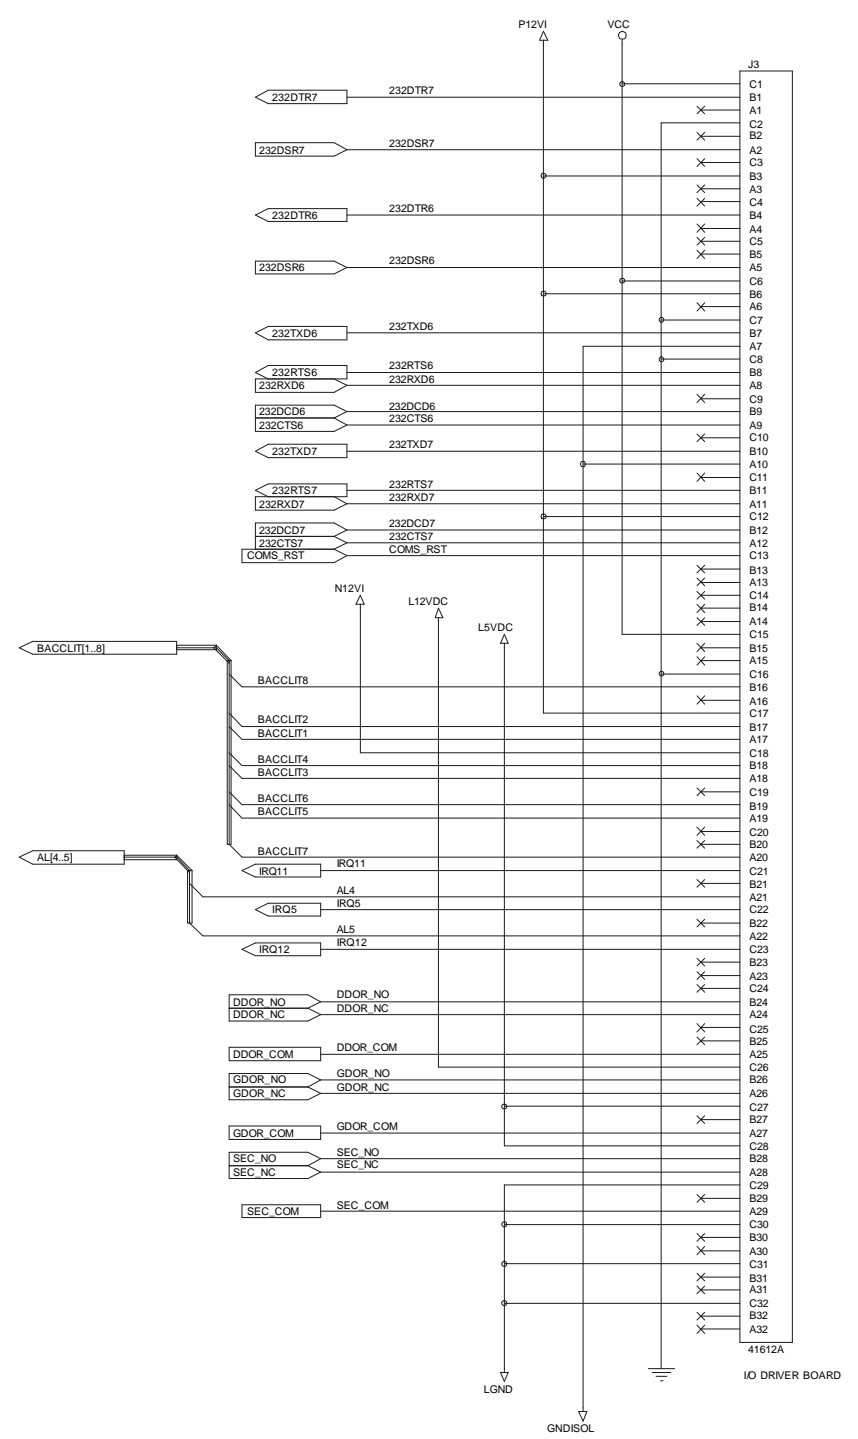 P12VI VCC
J3
C1
232DTR7 232DTR7 B1
A1
C2
B2
232DSR7 232DSR7 A2
C3
B3
A3
C4
232DTR6 232DTR6 B4
A4
C5
B5
232DSR6 232DSR6 A5
C6
B6
A6
C7
232TXD6 232TXD6 B7
A7
C8
232RTS6 232RTS6 B8
232RXD6 232RXD6 A8
C9
232DCD6 232DCD6 B9
232CTS6 232CTS6 A9
C10
232TXD7 232TXD7 B10
A10
C11
232RTS7 232RTS7 B11
232RXD7 232RXD7 A11
C12
232DCD7 232DCD7 B12
232CTS7 232CTS7 A12
COMS_RST COMS_RST C13
B13
A13
N12VI C14
L12VDC B14
A14
L5VDC C15
BACCLIT[1..8] B15
A15
C16
BACCLIT8 B16
A16
C17
BACCLIT2 B17
BACCLIT1 A17
C18
BACCLIT4 B18
BACCLIT3 A18
C19
BACCLIT6 B19
BACCLIT5 A19
C20
B20
AL[4..5] BACCLIT7 A20
IRQ11 IRQ11 C21
B21
AL4 A21
IRQ5 IRQ5 C22
B22
AL5 A22
IRQ12 IRQ12 C23
B23
A23
C24
DDOR_NO DDOR_NO B24
DDOR_NC DDOR_NC A24
C25
B25
DDOR_COM DDOR_COM A25
C26
GDOR_NO GDOR_NO B26
GDOR_NC GDOR_NC A26
C27
B27
GDOR_COM GDOR_COM A27
C28
SEC_NO SEC_NO B28
SEC_NC SEC_NC A28
C29
B29
SEC_COM SEC_COM A29
C30
B30
A30
C31
B31
A31
C32
B32
A32
41612A
I/O DRIVER BOARD
LGND
GNDISOL